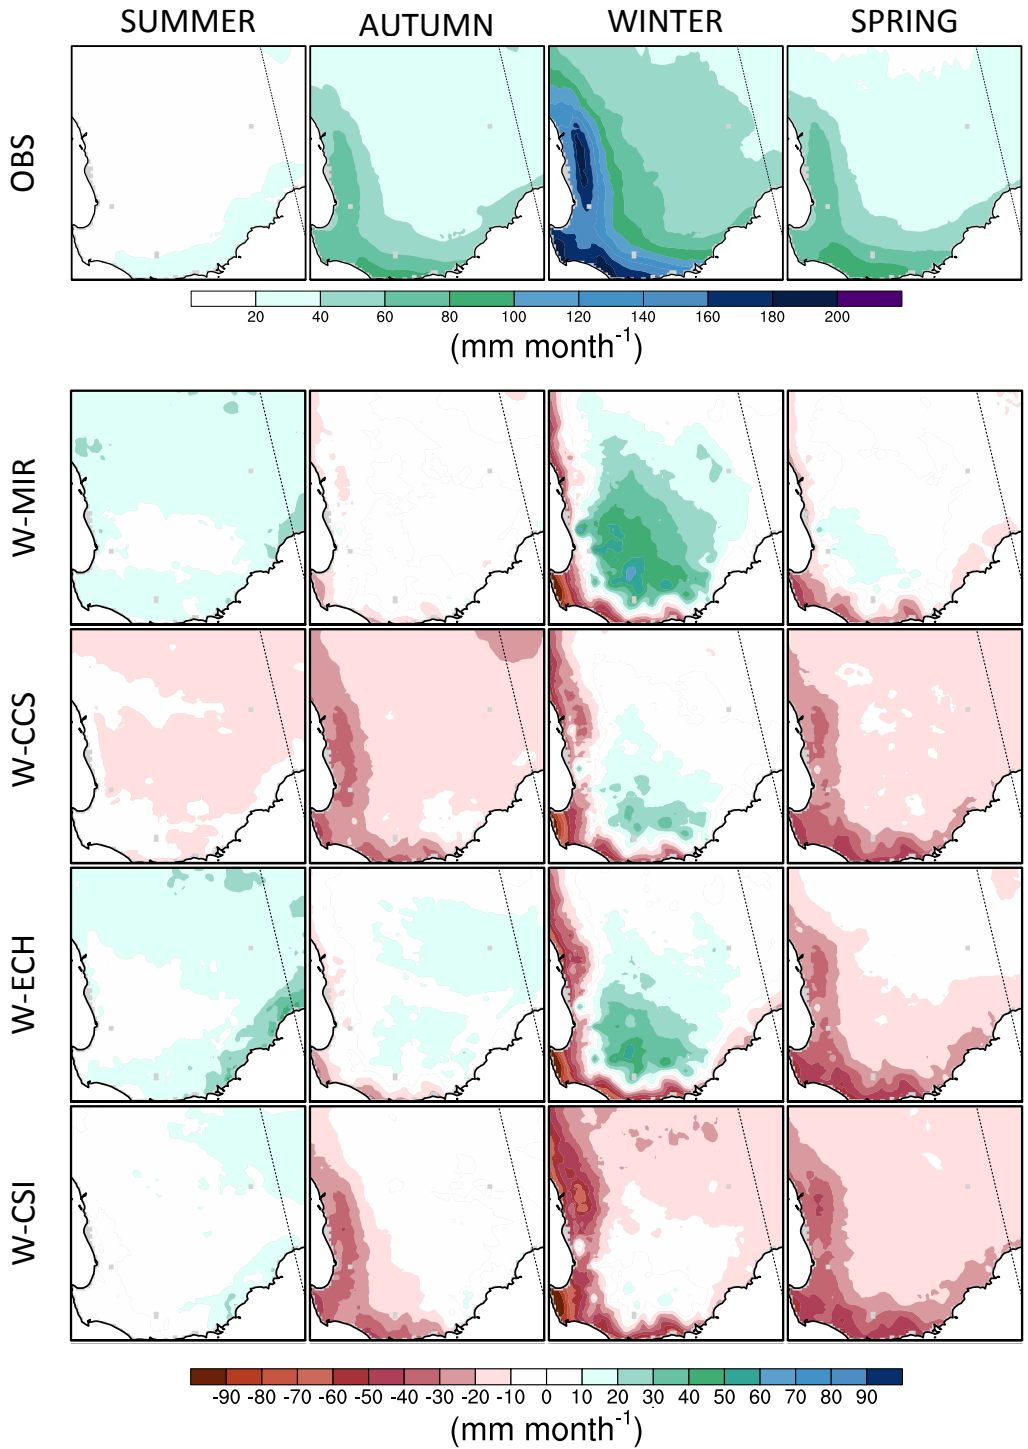 SUMMER AUTUMN WINTER SPRING
OBS
20 40 60 80 100 120 140 160 180 200
(mm month⁻¹)
W-MIR
W-CCS
W-ECH
W-CSI
-90 -80 -70 -60 -50 -40 -30 -20 -10 0 10 20 30 40 50 60 70 80 90
(mm month⁻¹)